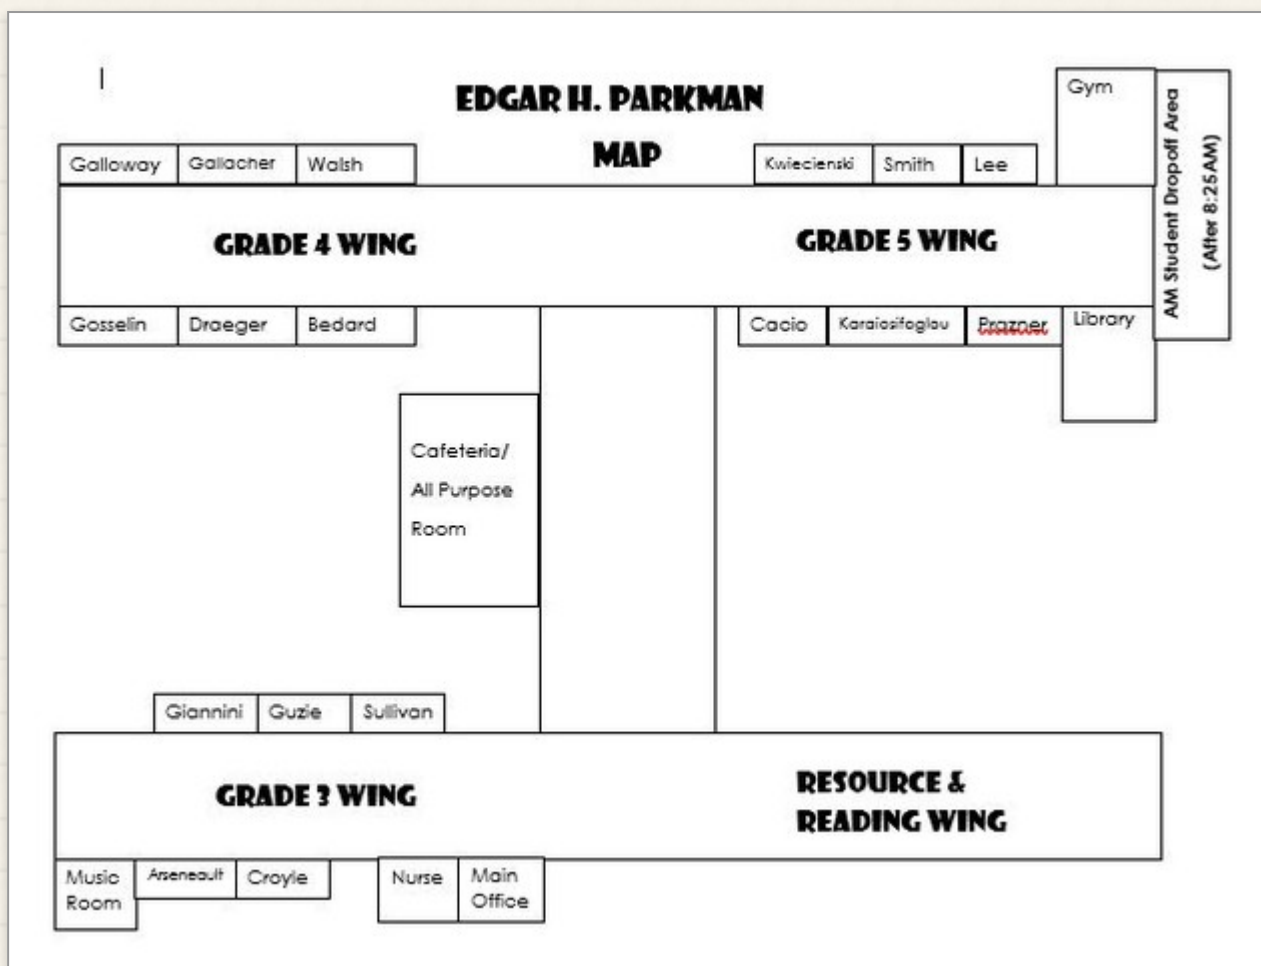 EDGAR H. PARKMAN
MAP
Gym
AM Student Dropoff Area
(After 8:25AM)
Galloway
Gallacher
Walsh
Kwiecienski
Smith
Lee
GRADE 4 WING
GRADE 5 WING
Gosselin
Draeger
Bedard
Cacio
Karaiosifoglou
Prazner
Library
Cafeteria/
All Purpose
Room
Giannini
Guzie
Sullivan
GRADE 3 WING
RESOURCE &
READING WING
Music
Room
Arseneault
Croyle
Nurse
Main
Office